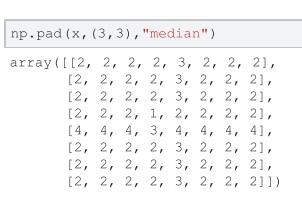 np.pad(x,(3,3),"median")
array([[2, 2, 2, 2, 3, 2, 2, 2],
       [2, 2, 2, 2, 3, 2, 2, 2],
       [2, 2, 2, 2, 3, 2, 2, 2],
       [2, 2, 2, 1, 2, 2, 2, 2],
       [4, 4, 4, 3, 4, 4, 4, 4],
       [2, 2, 2, 2, 3, 2, 2, 2],
       [2, 2, 2, 2, 3, 2, 2, 2],
       [2, 2, 2, 2, 3, 2, 2, 2]])